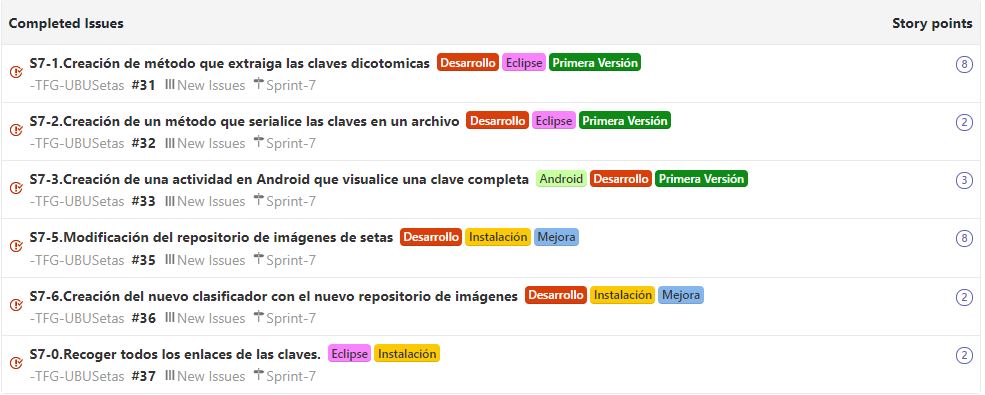 Completed Issues Story points
S7-1.Creación de método que extraiga las claves dicotomicas Desarrollo Eclipse Primera Versión 8
-TFG-UBUSetas #31 New Issues Sprint-7
S7-2.Creación de un método que serialice las claves en un archivo Desarrollo Eclipse Primera Versión 2
-TFG-UBUSetas #32 New Issues Sprint-7
S7-3.Creación de una actividad en Android que visualice una clave completa Android Desarrollo Primera Versión 3
-TFG-UBUSetas #33 New Issues Sprint-7
S7-5.Modificación del repositorio de imágenes de setas Desarrollo Instalación Mejora 8
-TFG-UBUSetas #35 New Issues Sprint-7
S7-6.Creación del nuevo clasificador con el nuevo repositorio de imágenes Desarrollo Instalación Mejora 2
-TFG-UBUSetas #36 New Issues Sprint-7
S7-0.Recoger todos los enlaces de las claves. Eclipse Instalación 2
-TFG-UBUSetas #37 New Issues Sprint-7